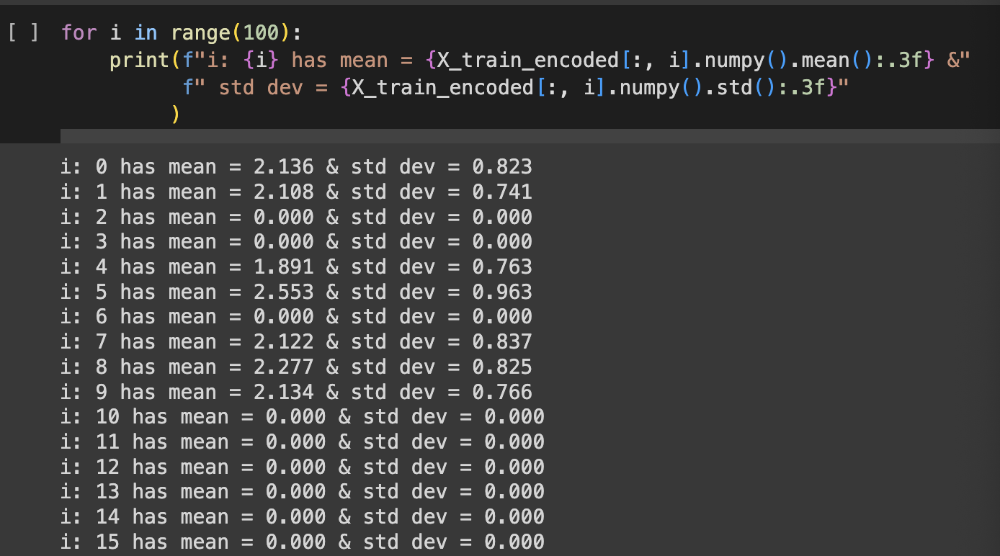 [ ] for i in range(100):
print(f"i: {i} has mean = {X_train_encoded[:, i].numpy().mean():.3f} &"
f" std dev = {X_train_encoded[:, i].numpy().std():.3f}"
)
i: 0 has mean = 2.136 & std dev = 0.823
i: 1 has mean = 2.108 & std dev = 0.741
i: 2 has mean = 0.000 & std dev = 0.000
i: 3 has mean = 0.000 & std dev = 0.000
i: 4 has mean = 1.891 & std dev = 0.763
i: 5 has mean = 2.553 & std dev = 0.963
i: 6 has mean = 0.000 & std dev = 0.000
i: 7 has mean = 2.122 & std dev = 0.837
i: 8 has mean = 2.277 & std dev = 0.825
i: 9 has mean = 2.134 & std dev = 0.766
i: 10 has mean = 0.000 & std dev = 0.000
i: 11 has mean = 0.000 & std dev = 0.000
i: 12 has mean = 0.000 & std dev = 0.000
i: 13 has mean = 0.000 & std dev = 0.000
i: 14 has mean = 0.000 & std dev = 0.000
i: 15 has mean = 0.000 & std dev = 0.000